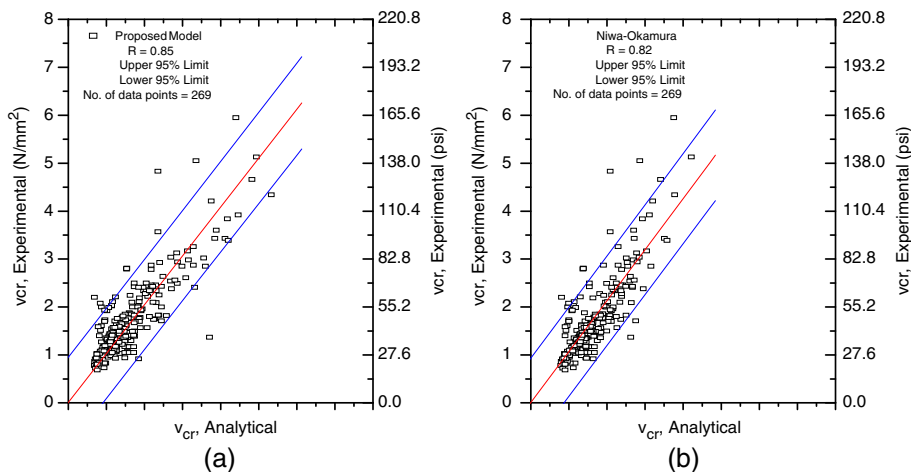 8
7
6
5
4
3
2
1
0
vcr, Experimental (N/mm²)
Proposed Model
R = 0.85
Upper 95% Limit
Lower 95% Limit
No. of data points = 269
220.8
193.2
165.6
138.0
110.4
82.8
55.2
27.6
0.0
vcr, Experimental (psi)
v_cr, Analytical
(a)
8
7
6
5
4
3
2
1
0
vcr, Experimental (N/mm²)
Niwa-Okamura
R = 0.82
Upper 95% Limit
Lower 95% Limit
No. of data points = 269
220.8
193.2
165.6
138.0
110.4
82.8
55.2
27.6
0.0
vcr, Experimental (psi)
v_cr, Analytical
(b)